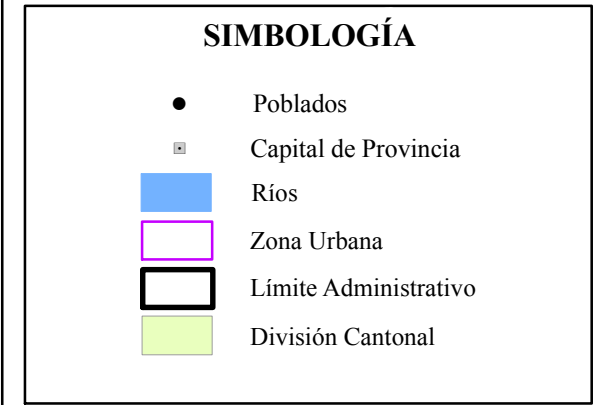 SIMBOLOGÍA
Poblados
Capital de Provincia
Ríos
Zona Urbana
Límite Administrativo
División Cantonal